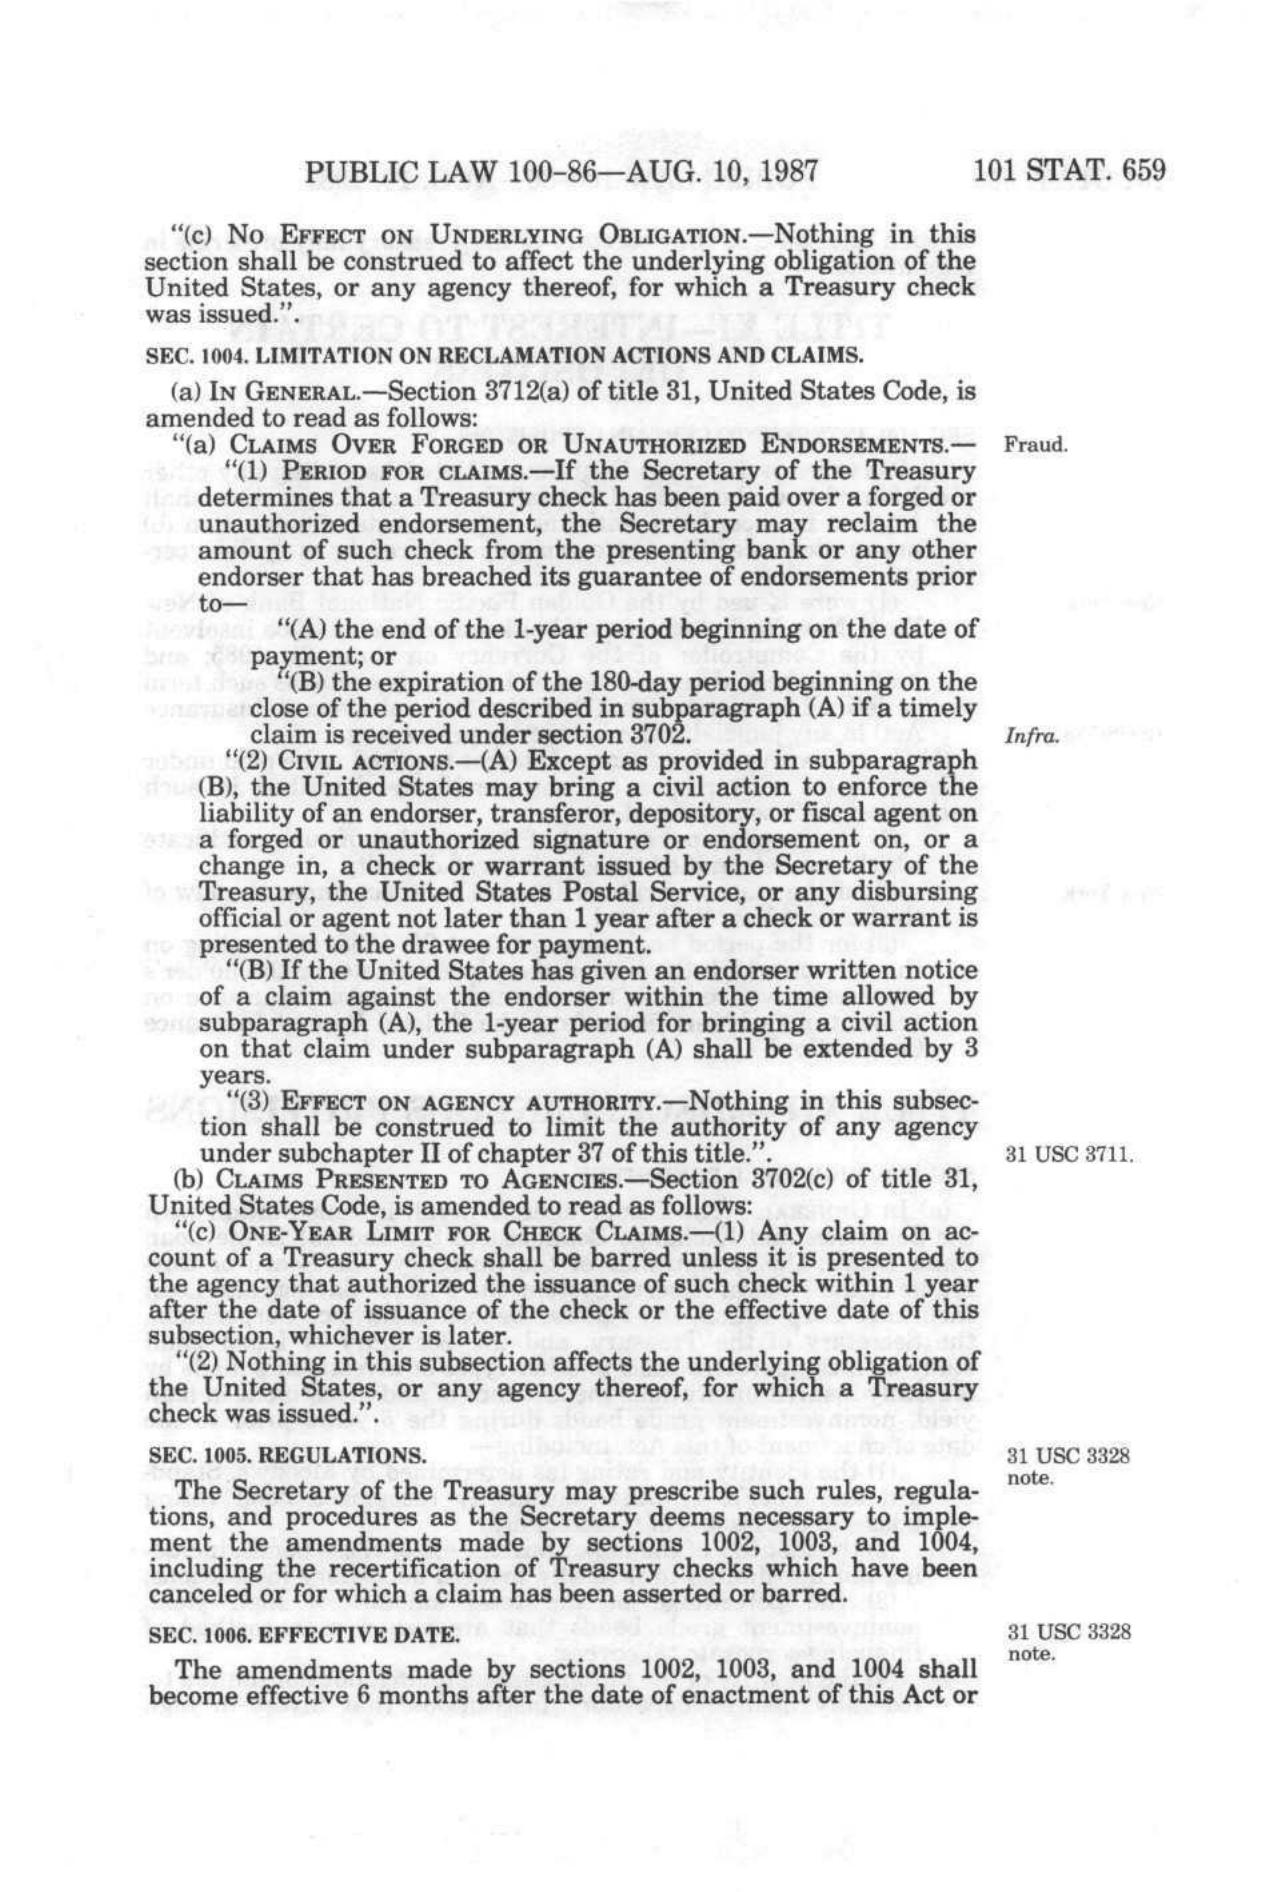 PUBLIC LAW 100-86—AUG. 10, 1987 101 STAT. 659
"(c) NO EFFECT ON UNDERLYING OBLIGATION.—Nothing in this
section shall be construed to affect the underlying obligation of the
United States, or any agency thereof, for which a Treasury check
was issued.".
SEC. 1004. LIMITATION ON RECLAMATION ACTIONS AND CLAIMS.
(a) IN GENERAL.—Section 3712(a) of title 31, United States Code, is
amended to read as follows:
"(a) CLAIMS OVER FORGED OR UNAUTHORIZED ENDORSEMENTS.— Fraud.
"(1) PERIOD FOR CLAIMS.—If the Secretary of the Treasury
determines that a Treasury check has been paid over a forged or
unauthorized endorsement, the Secretary may reclaim the
amount of such check from the presenting bank or any other
endorser that has breached its guarantee of endorsements prior
to—
"(A) the end of the 1-year period beginning on the date of
payment; or
"(B) the expiration of the 180-day period beginning on the
close of the period described in subparagraph (A) if a timely
claim is received under section 3702. Infra.
"(2) CIVIL ACTIONS.—(A) Except as provided in subparagraph
(B), the United States may bring a civil action to enforce the
liability of an endorser, transferor, depository, or fiscal agent on
a forged or unauthorized signature or endorsement on, or a
change in, a check or warrant issued by the Secretary of the
Treasury, the United States Postal Service, or any disbursing
official or agent not later than 1 year after a check or warrant is
presented to the drawee for payment.
"(B) If the United States has given an endorser written notice
of a claim against the endorser within the time allowed by
subparagraph (A), the 1-year period for bringing a civil action
on that claim under subparagraph (A) shall be extended by 3
years.
"(3) EFFECT ON AGENCY AUTHORITY.—Nothing in this subsec-
tion shall be construed to limit the authority of any agency
under subchapter II of chapter 37 of this title.". 31 USC 3711.
(b) CLAIMS PRESENTED TO AGENCIES.—Section 3702(c) of title 31,
United States Code, is amended to read as follows:
"(c) ONE-YEAR LIMIT FOR CHECK CLAIMS.—(1) Any claim on ac-
count of a Treasury check shall be barred unless it is presented to
the agency that authorized the issuance of such check within 1 year
after the date of issuance of the check or the effective date of this
subsection, whichever is later.
"(2) Nothing in this subsection affects the underlying obligation of
the United States, or any agency thereof, for which a Treasury
check was issued.".
SEC. 1005. REGULATIONS. 31 USC 3328
note.
The Secretary of the Treasury may prescribe such rules, regula-
tions, and procedures as the Secretary deems necessary to imple-
ment the amendments made by sections 1002, 1003, and 1004,
including the recertification of Treasury checks which have been
canceled or for which a claim has been asserted or barred.
SEC. 1006. EFFECTIVE DATE. 31 USC 3328
note.
The amendments made by sections 1002, 1003, and 1004 shall
become effective 6 months after the date of enactment of this Act or